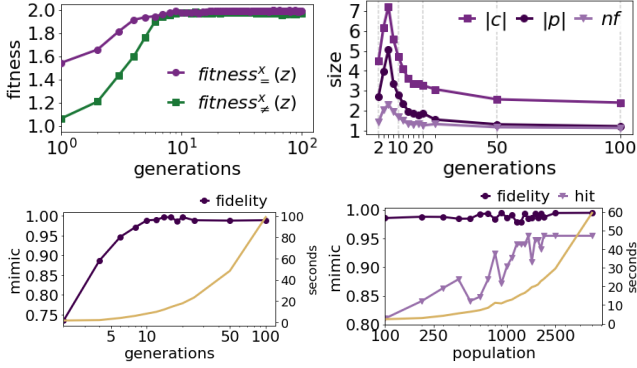 2.0
1.8
1.6
1.4
1.2
1.0
fitness
fitness^x_=(z)
fitness^x_≠(z)
10^0
10^1
10^2
generations
|c|
|p|
nf
7
6
5
4
3
2
1
size
2
10
20
50
100
generations
fidelity
1.00
0.95
0.90
0.85
0.80
0.75
mimic
100
80
60
40
20
0
seconds
5
10
50
100
generations
fidelity
hit
1.00
0.95
0.90
0.85
0.80
mimic
60
50
40
30
20
10
0
seconds
100
250
1000
2500
population